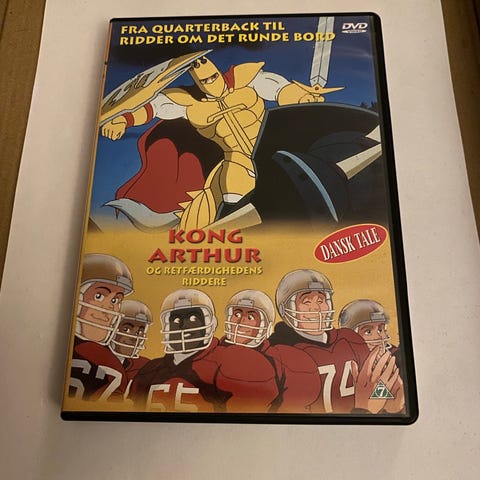 FRA QUARTERBACK TIL
RIDDER OM DET RUNDE BORD
DVD
VIDEO
KONG
ARTHUR
OG RETFÆRDIGHEDENS
RIDDERE
DANSK TALE
67
65
74
7